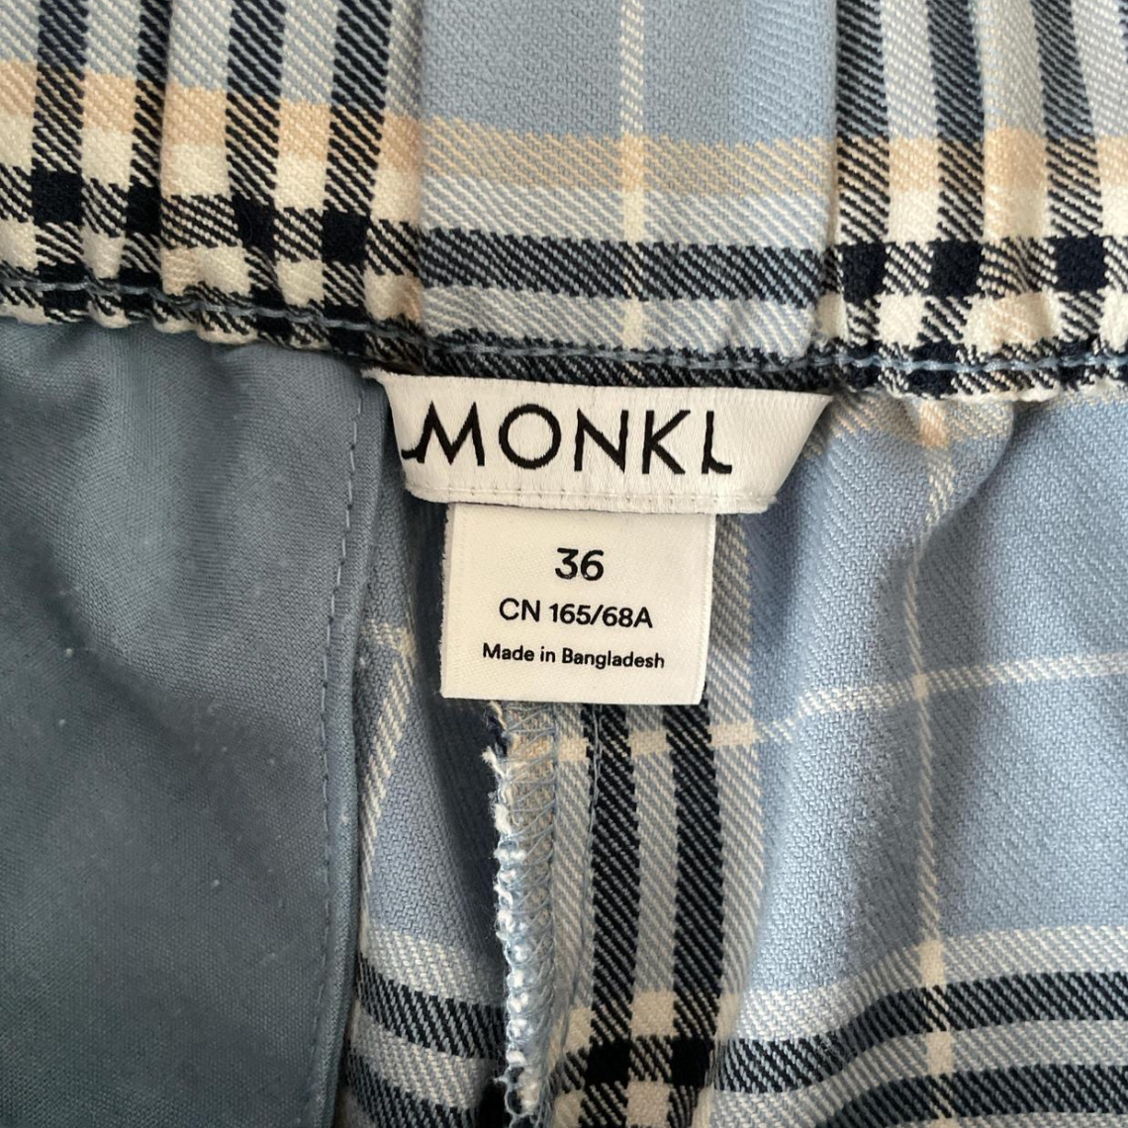 MONKI
36
CN 165/68A
Made in Bangladesh